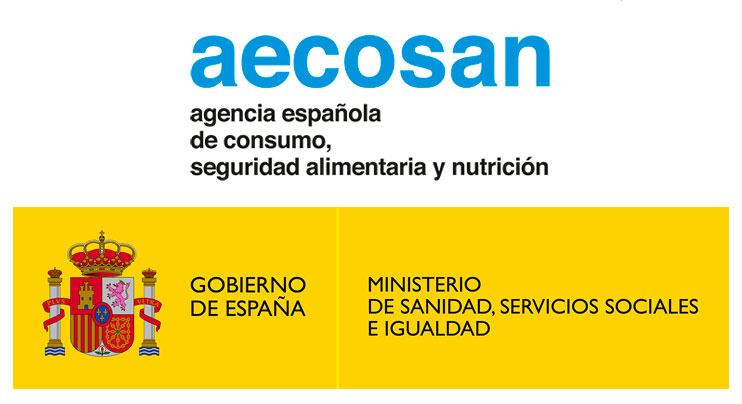 aecosan
agencia española
de consumo,
seguridad alimentaria y nutrición
GOBIERNO
DE ESPAÑA
MINISTERIO
DE SANIDAD, SERVICIOS SOCIALES
E IGUALDAD